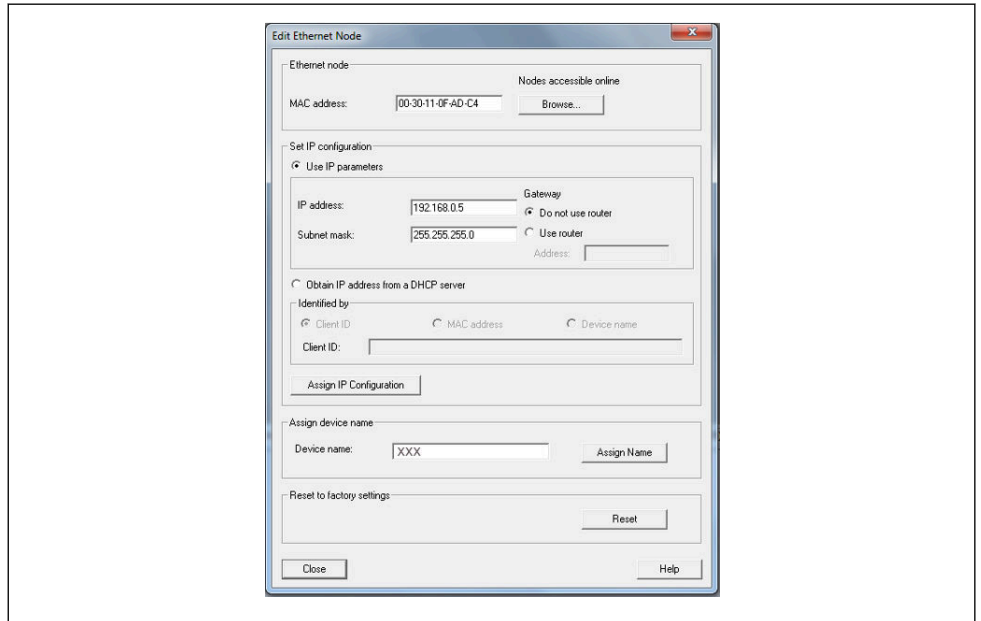 Edit Ethernet Node
Ethernet node
Nodes accessible online
MAC address: 00-30-11-0F-AD-C4 Browse...
Set IP configuration
Use IP parameters
Gateway
IP address: 192.168.0.5 Do not use router
Subnet mask: 255.255.255.0 Use router
Address:
Obtain IP address from a DHCP server
Identified by
Client ID MAC address Device name
Client ID:
Assign IP Configuration
Assign device name
Device name: XXX Assign Name
Reset to factory settings
Reset
Close Help